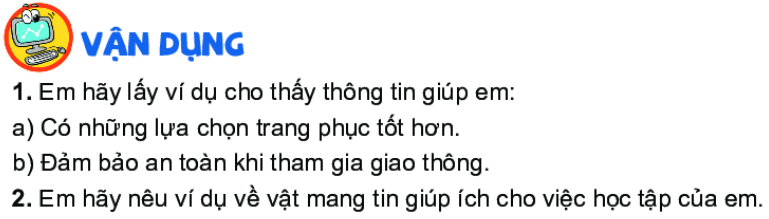 VẬN DỤNG
1. Em hãy lấy ví dụ cho thấy thông tin giúp em:
a) Có những lựa chọn trang phục tốt hơn.
b) Đảm bảo an toàn khi tham gia giao thông.
2. Em hãy nêu ví dụ về vật mang tin giúp ích cho việc học tập của em.